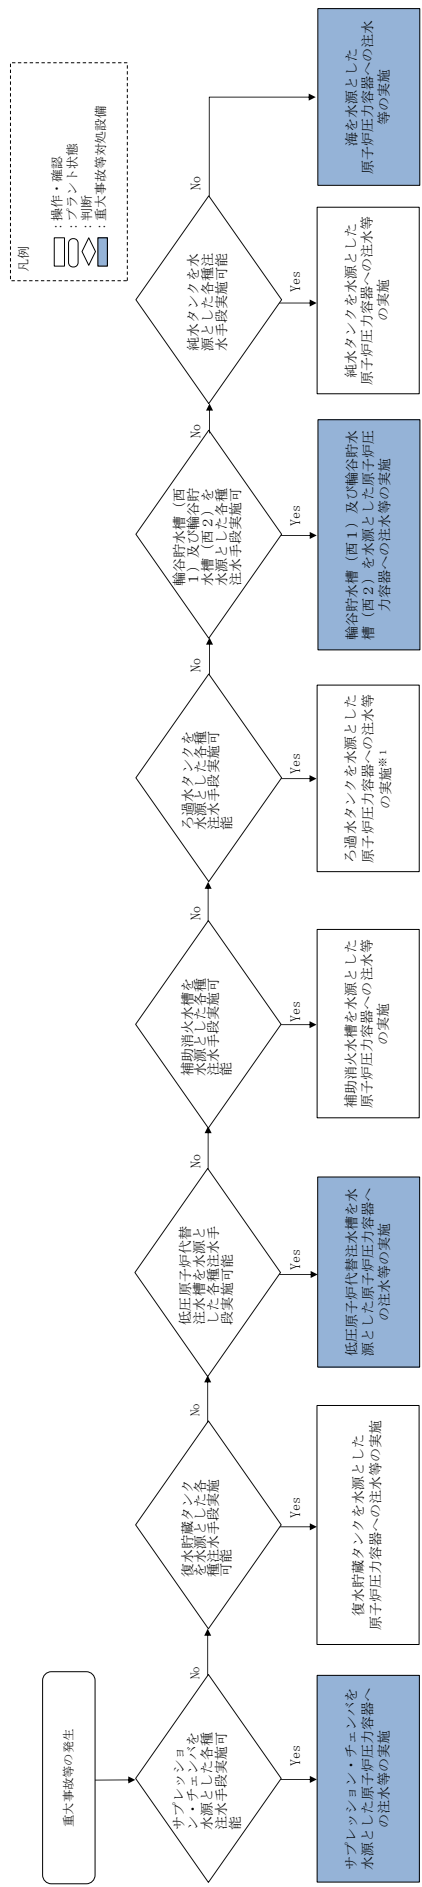 重大事故等の発生
サプレッショ
ン・チェンバを
水源とした各種
注水手段実施可
能
No
Yes
サプレッション・チェンバを
水源とした原子炉圧力容器へ
の注水等の実施
復水貯蔵タンク
を水源とした各
種注水手段実施
可能
No
Yes
復水貯蔵タンクを水源とした
原子炉圧力容器への注水等の実施
低圧原子炉代替
注水槽を水源と
した各種注水手
段実施可能
No
Yes
低圧原子炉代替注水槽を水
源とした原子炉圧力容器へ
の注水等の実施
補助消火水槽を
水源とした各種
注水手段実施可
能
No
Yes
補助消火水槽を水源とした
原子炉圧力容器への注水等
の実施
ろ過水タンクを
水源とした各種
注水手段実施可
能
No
Yes
ろ過水タンクを水源とした
原子炉圧力容器への注水等
の実施※1
輪谷貯水槽(西
1)及び輪谷貯
水槽(西2)を
水源とした各種
注水手段実施可
No
Yes
輪谷貯水槽(西1)及び輪谷貯水
槽(西2)を水源とした原子炉圧
力容器への注水等の実施
純水タンクを水
源とした各種注
水手段実施可能
No
Yes
純水タンクを水源とした
原子炉圧力容器への注水等
の実施
海を水源とした
原子炉圧力容器への注水
等の実施
凡例
:操作・確認
:プラント状態
:判断
:重大事故等対処設備